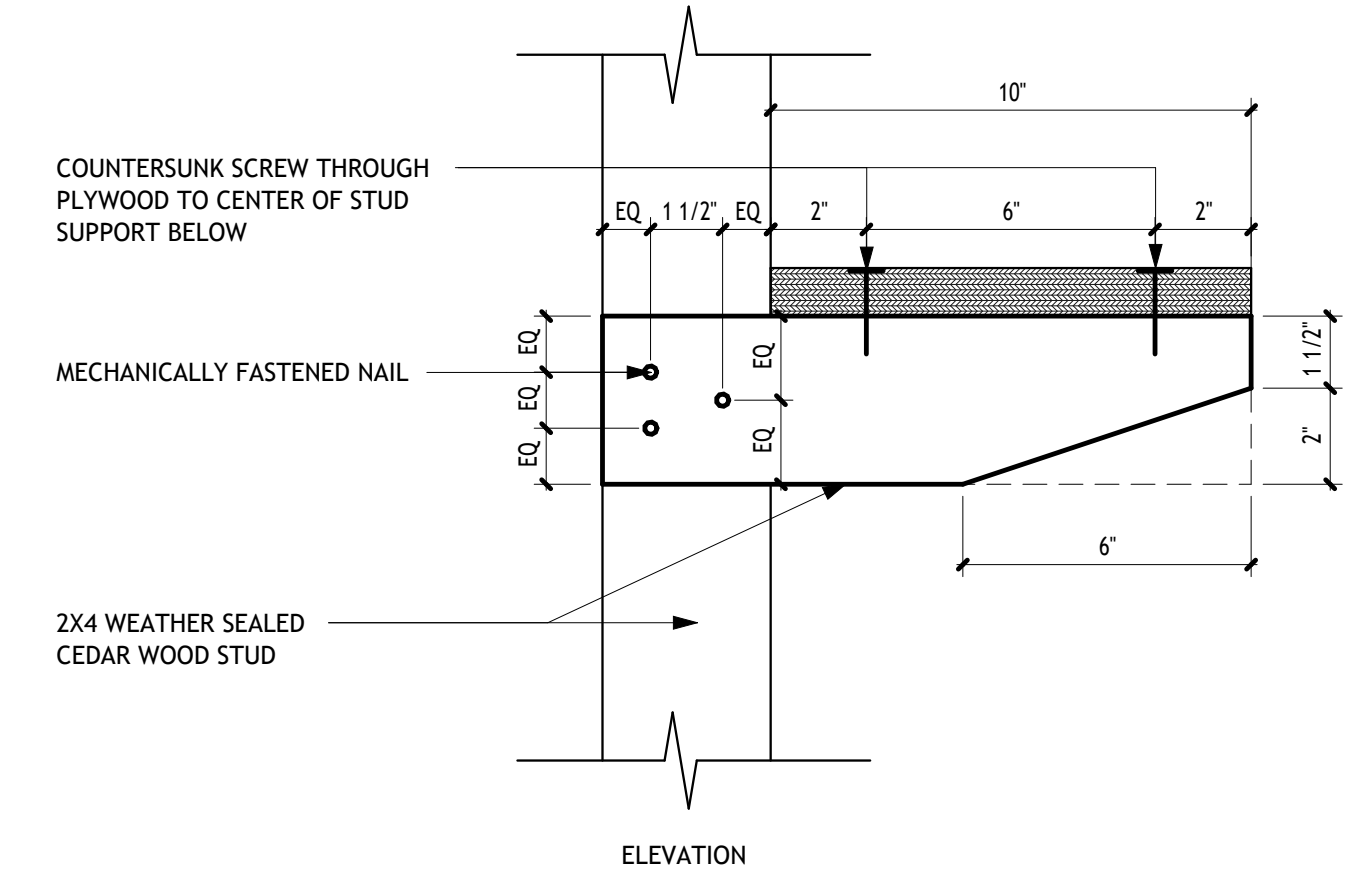 10"
COUNTERSUNK SCREW THROUGH
PLYWOOD TO CENTER OF STUD
SUPPORT BELOW
EQ 1 1/2" EQ 2" 6" 2"
EQ
EQ
EQ
EQ
EQ
1 1/2"
2"
MECHANICALLY FASTENED NAIL
6"
2X4 WEATHER SEALED
CEDAR WOOD STUD
ELEVATION